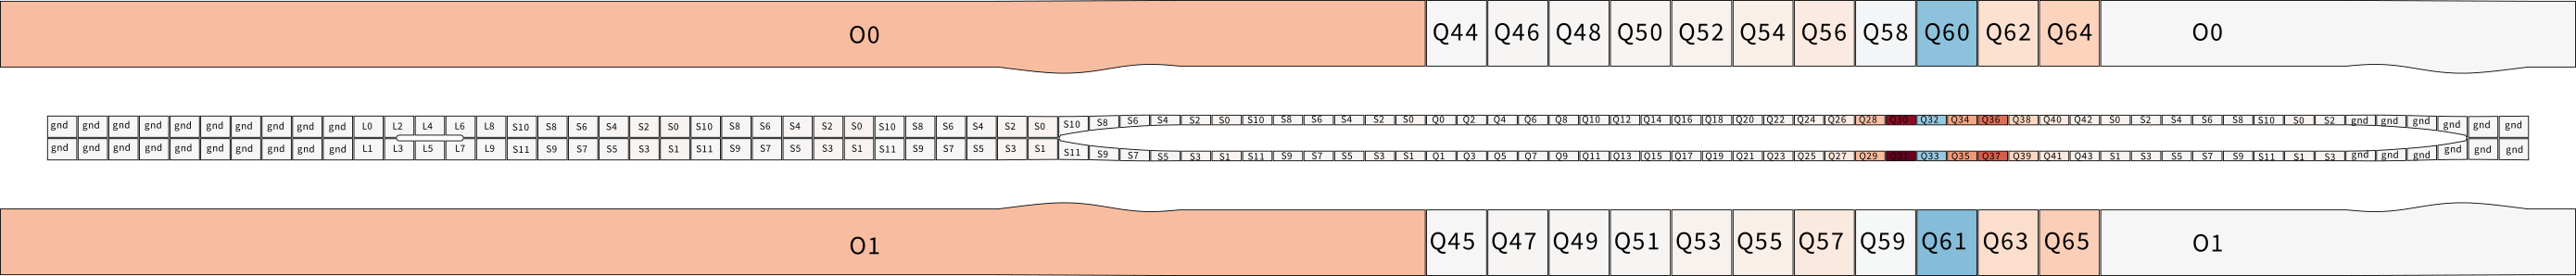 O0 Q44 Q46 Q48 Q50 Q52 Q54 Q56 Q58 Q60 Q62 Q64 O0
gnd gnd gnd gnd gnd gnd gnd gnd gnd gnd L0 L2 L4 L6 L8 S10 S8 S6 S4 S2 S0 S10 S8 S6 S4 S2 S0 S10 S8 S6 S4 S2 S0 S10 S8 S6 S4 S2 S0 S10 S8 S6 S4 S2 S0 Q0 Q2 Q4 Q6 Q8 Q10 Q12 Q14 Q16 Q18 Q20 Q22 Q24 Q26 Q28 Q30 Q32 Q34 Q36 Q38 Q40 Q42 S0 S2 S4 S6 S8 S10 S0 S2 gnd gnd gnd gnd gnd gnd
gnd gnd gnd gnd gnd gnd gnd gnd gnd gnd L1 L3 L5 L7 L9 S11 S9 S7 S5 S3 S1 S11 S9 S7 S5 S3 S1 S11 S9 S7 S5 S3 S1 S11 S9 S7 S5 S3 S1 S11 S9 S7 S5 S3 S1 Q1 Q3 Q5 Q7 Q9 Q11 Q13 Q15 Q17 Q19 Q21 Q23 Q25 Q27 Q29 Q31 Q33 Q35 Q37 Q39 Q41 Q43 S1 S3 S5 S7 S9 S11 S1 S3 gnd gnd gnd gnd gnd gnd
O1 Q45 Q47 Q49 Q51 Q53 Q55 Q57 Q59 Q61 Q63 Q65 O1